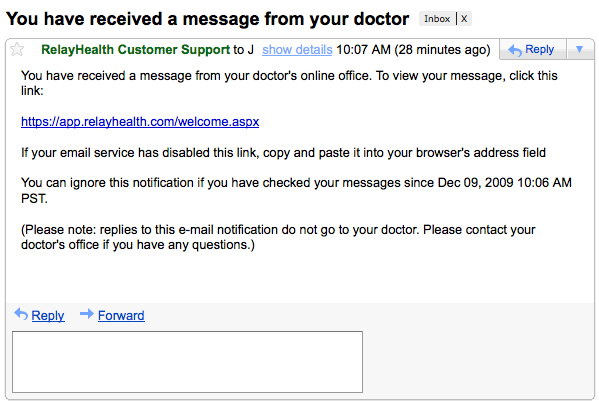 You have received a message from your doctor Inbox | X
RelayHealth Customer Support to J show details 10:07 AM (28 minutes ago) Reply
You have received a message from your doctor's online office. To view your message, click this
link:
https://app.relayhealth.com/welcome.aspx
If your email service has disabled this link, copy and paste it into your browser's address field
You can ignore this notification if you have checked your messages since Dec 09, 2009 10:06 AM
PST.
(Please note: replies to this e-mail notification do not go to your doctor. Please contact your
doctor's office if you have any questions.)
Reply Forward